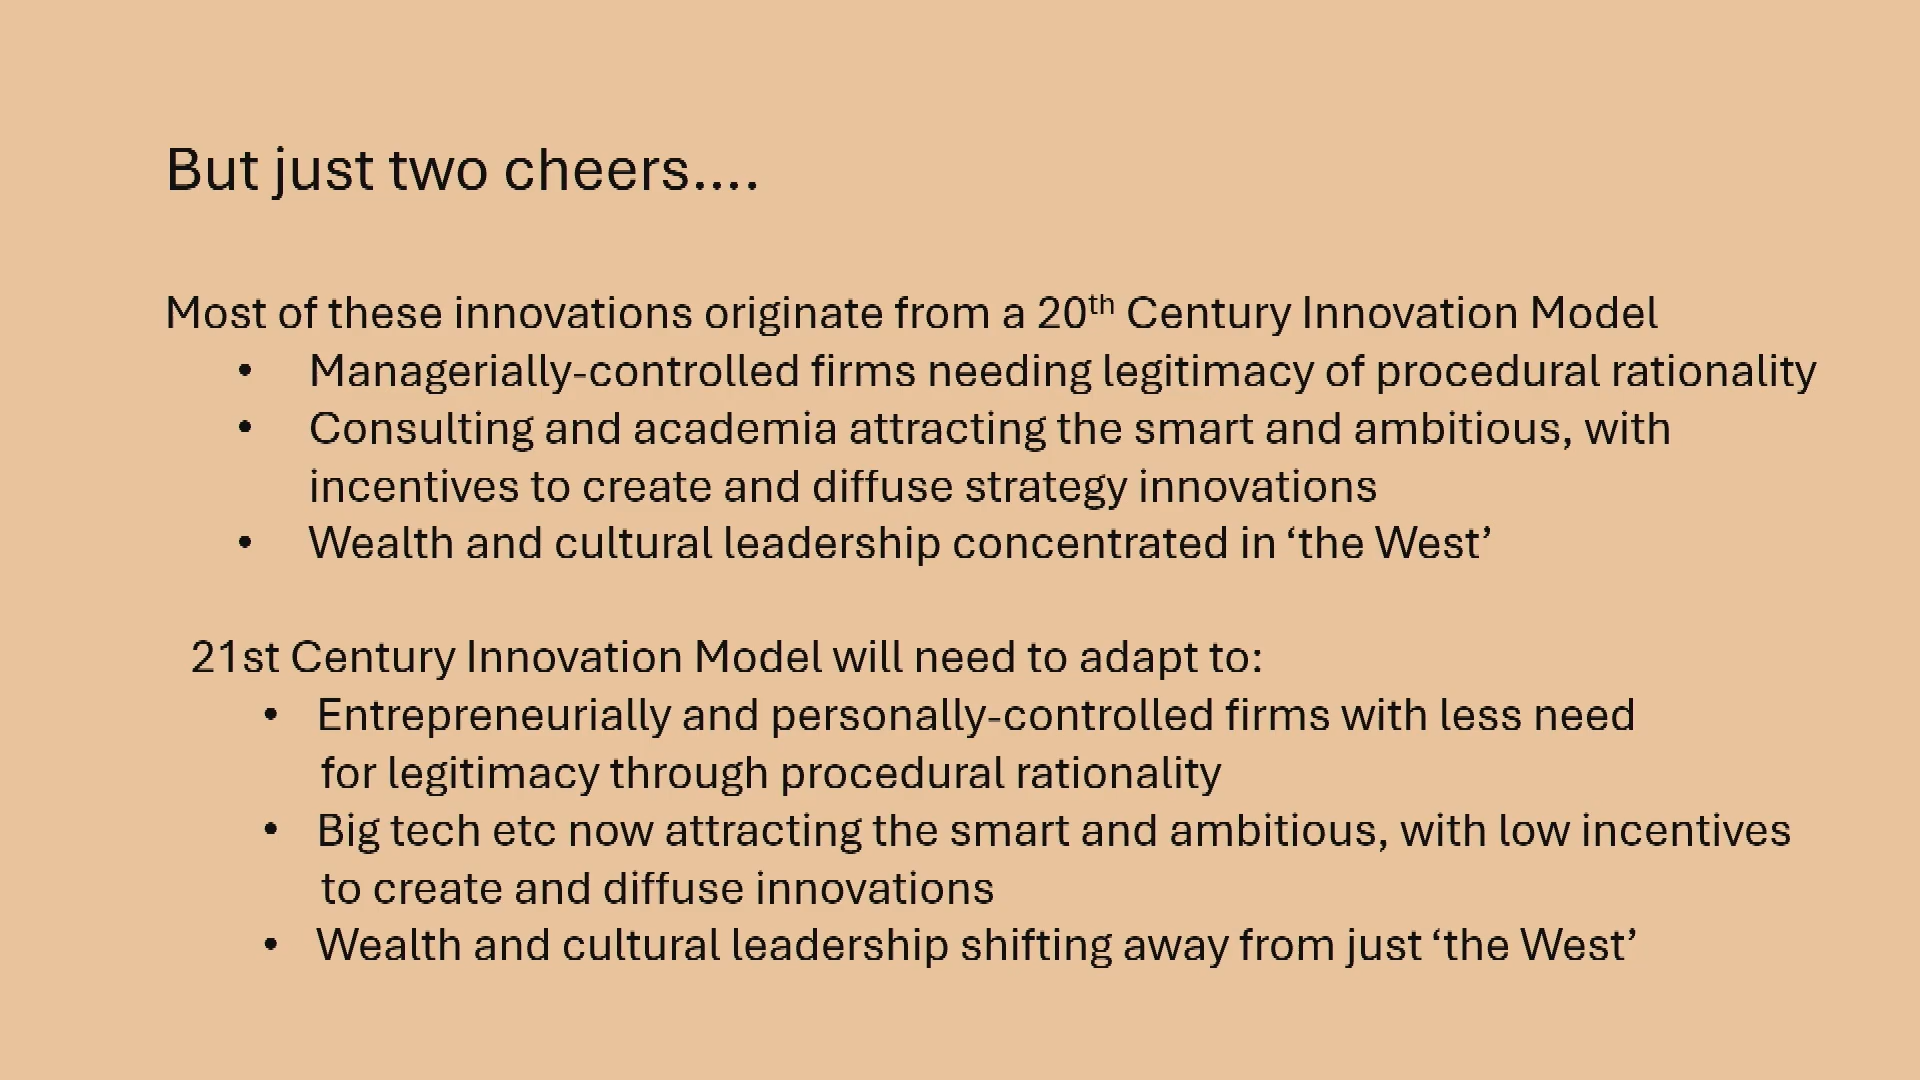 But just two cheers....
Most of these innovations originate from a 20th Century Innovation Model
• Managerially-controlled firms needing legitimacy of procedural rationality
• Consulting and academia attracting the smart and ambitious, with
incentives to create and diffuse strategy innovations
• Wealth and cultural leadership concentrated in ‘the West’
21st Century Innovation Model will need to adapt to:
• Entrepreneurially and personally-controlled firms with less need
for legitimacy through procedural rationality
• Big tech etc now attracting the smart and ambitious, with low incentives
to create and diffuse innovations
• Wealth and cultural leadership shifting away from just ‘the West’